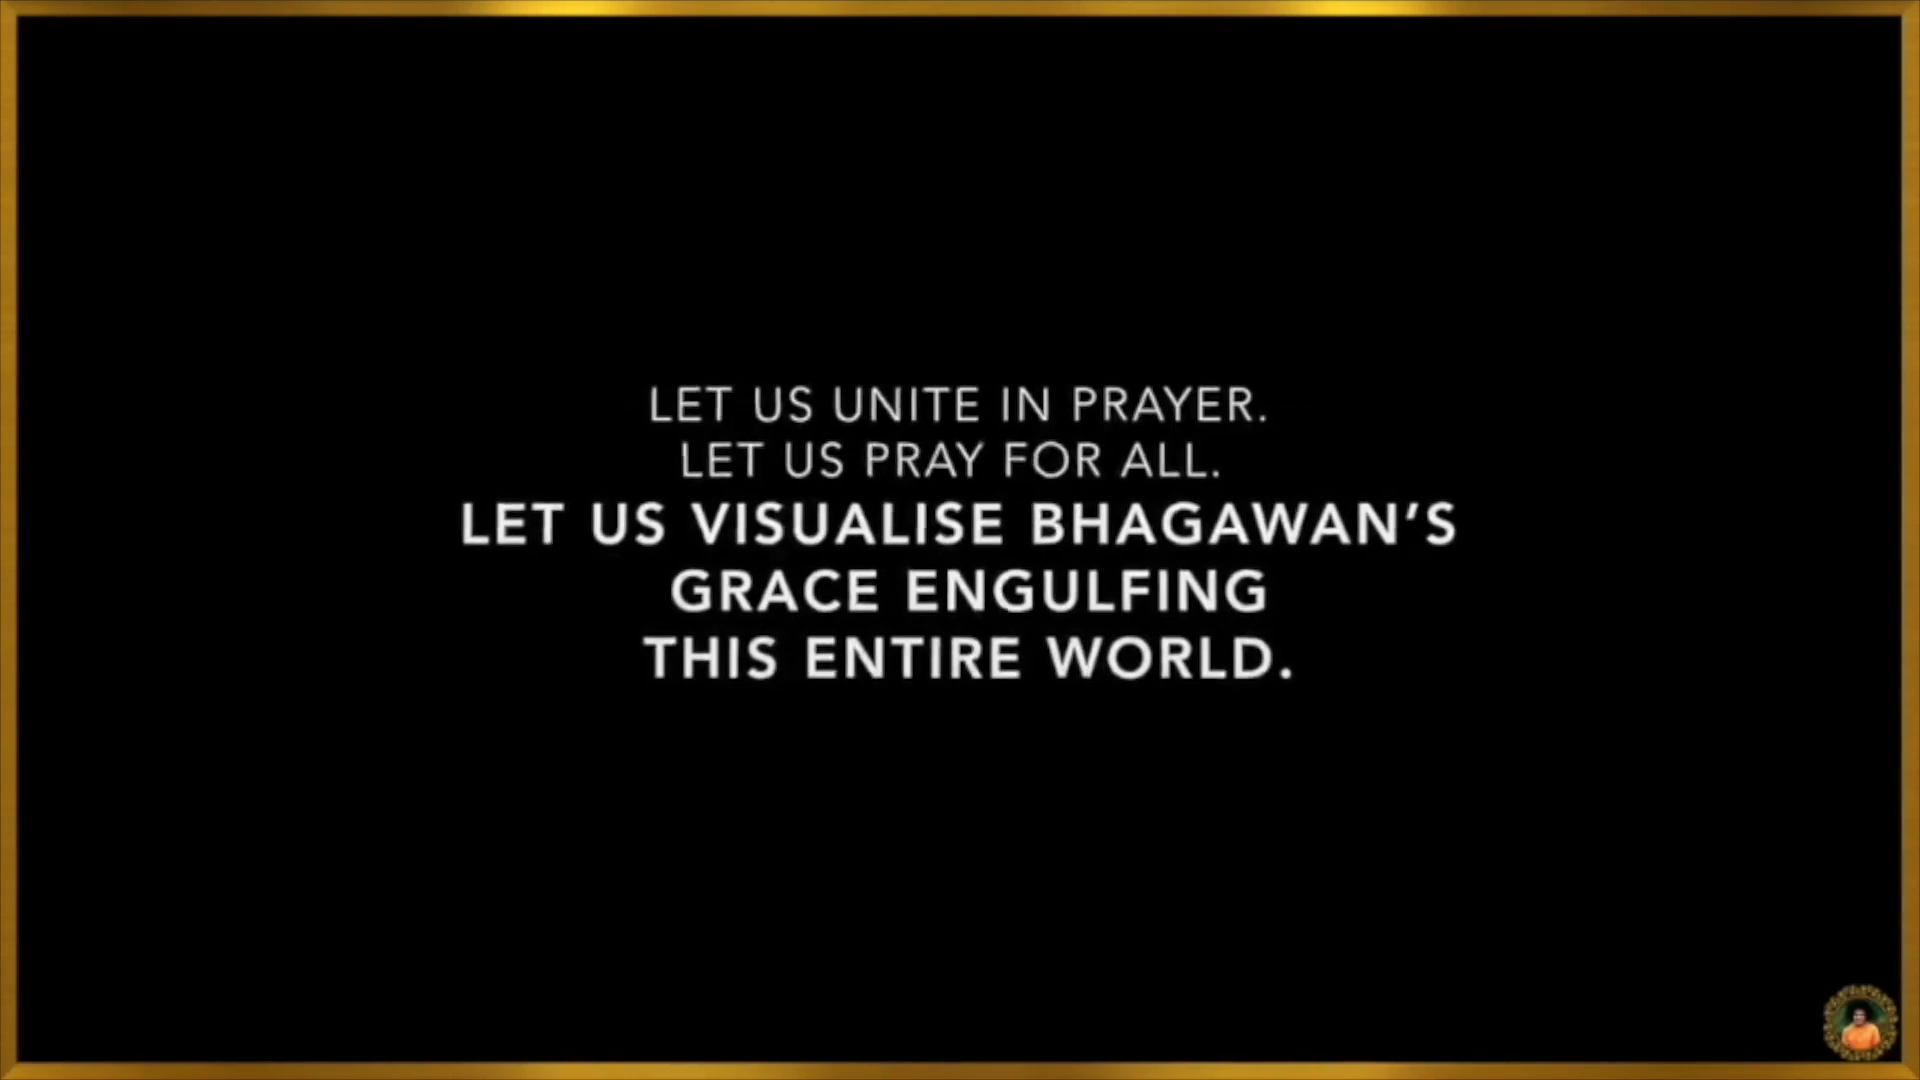 LET US UNITE IN PRAYER.
LET US PRAY FOR ALL.
LET US VISUALISE BHAGAWAN’S
GRACE ENGULFING
THIS ENTIRE WORLD.